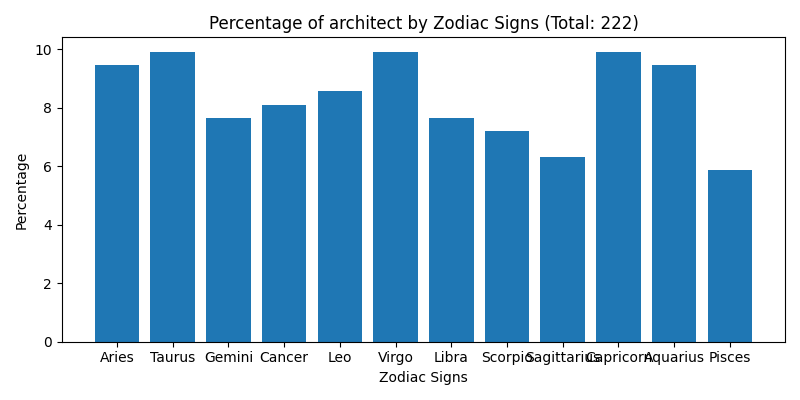 Percentage of architect by Zodiac Signs (Total: 222)
Percentage
10
8
6
4
2
0
Aries Taurus Gemini Cancer Leo Virgo Libra Scorpio Sagittarius Capricorn Aquarius Pisces
Zodiac Signs